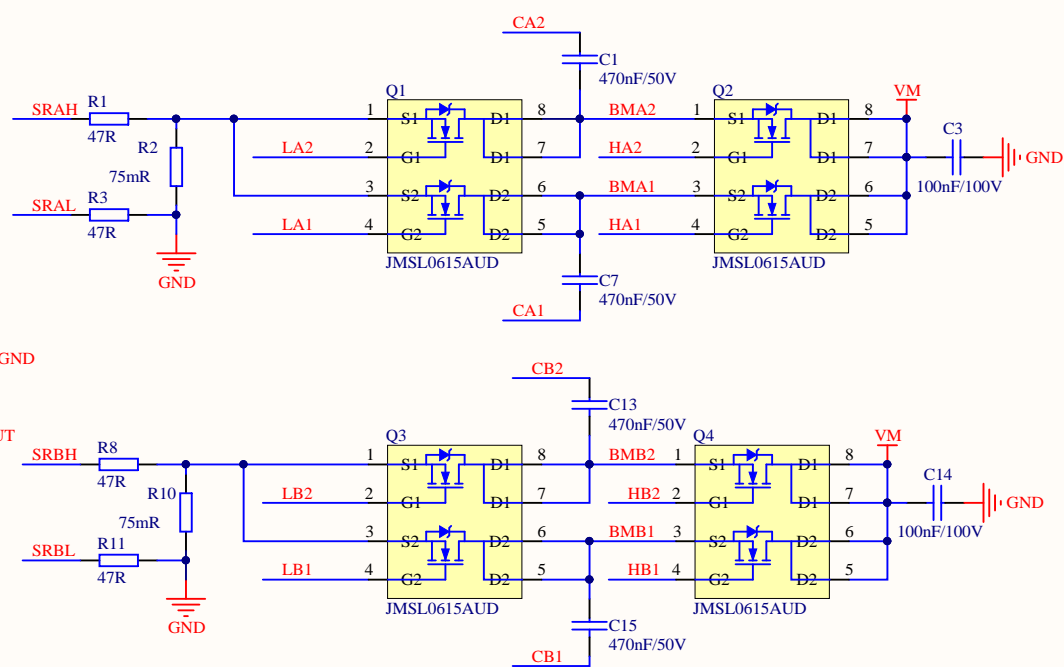 CA2
C1
470nF/50V
Q1
Q2
VM
SRAH
R1
47R
1 S1 D1 8
BMA2
1 S1 D1 8
C3
R2
75mR
LA2
2 G1 D1 7
HA2
2 G1 D1 7
GND
100nF/100V
SRAL
R3
47R
3 S2 D2 6
BMA1
3 S2 D2 6
LA1
4 G2 D2 5
HA1
4 G2 D2 5
JMSL0615AUD
JMSL0615AUD
GND
C7
470nF/50V
CA1
GND
CB2
C13
470nF/50V
UT
Q3
Q4
VM
SRBH
R8
47R
1 S1 D1 8
BMB2
1 S1 D1 8
C14
R10
75mR
LB2
2 G1 D1 7
HB2
2 G1 D1 7
GND
100nF/100V
SRBL
R11
47R
3 S2 D2 6
BMB1
3 S2 D2 6
LB1
4 G2 D2 5
HB1
4 G2 D2 5
JMSL0615AUD
JMSL0615AUD
GND
C15
470nF/50V
CB1